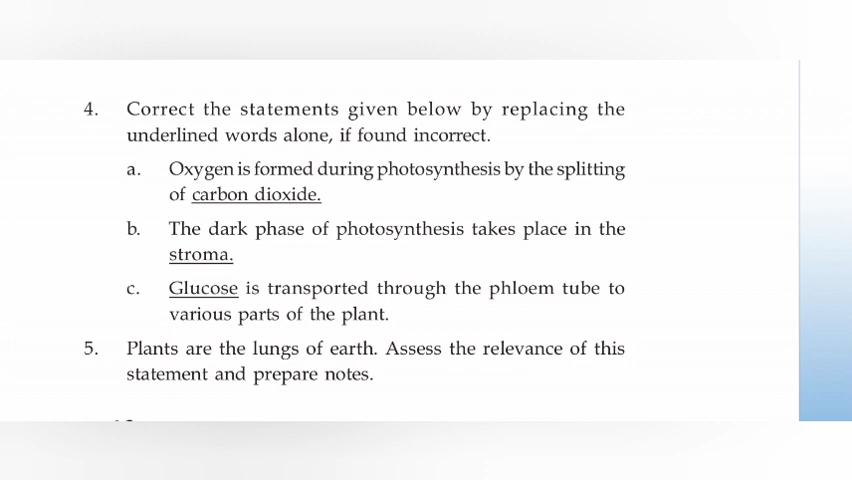 4. Correct the statements given below by replacing the
underlined words alone, if found incorrect.
a. Oxygen is formed during photosynthesis by the splitting
of carbon dioxide.
b. The dark phase of photosynthesis takes place in the
stroma.
c. Glucose is transported through the phloem tube to
various parts of the plant.
5. Plants are the lungs of earth. Assess the relevance of this
statement and prepare notes.